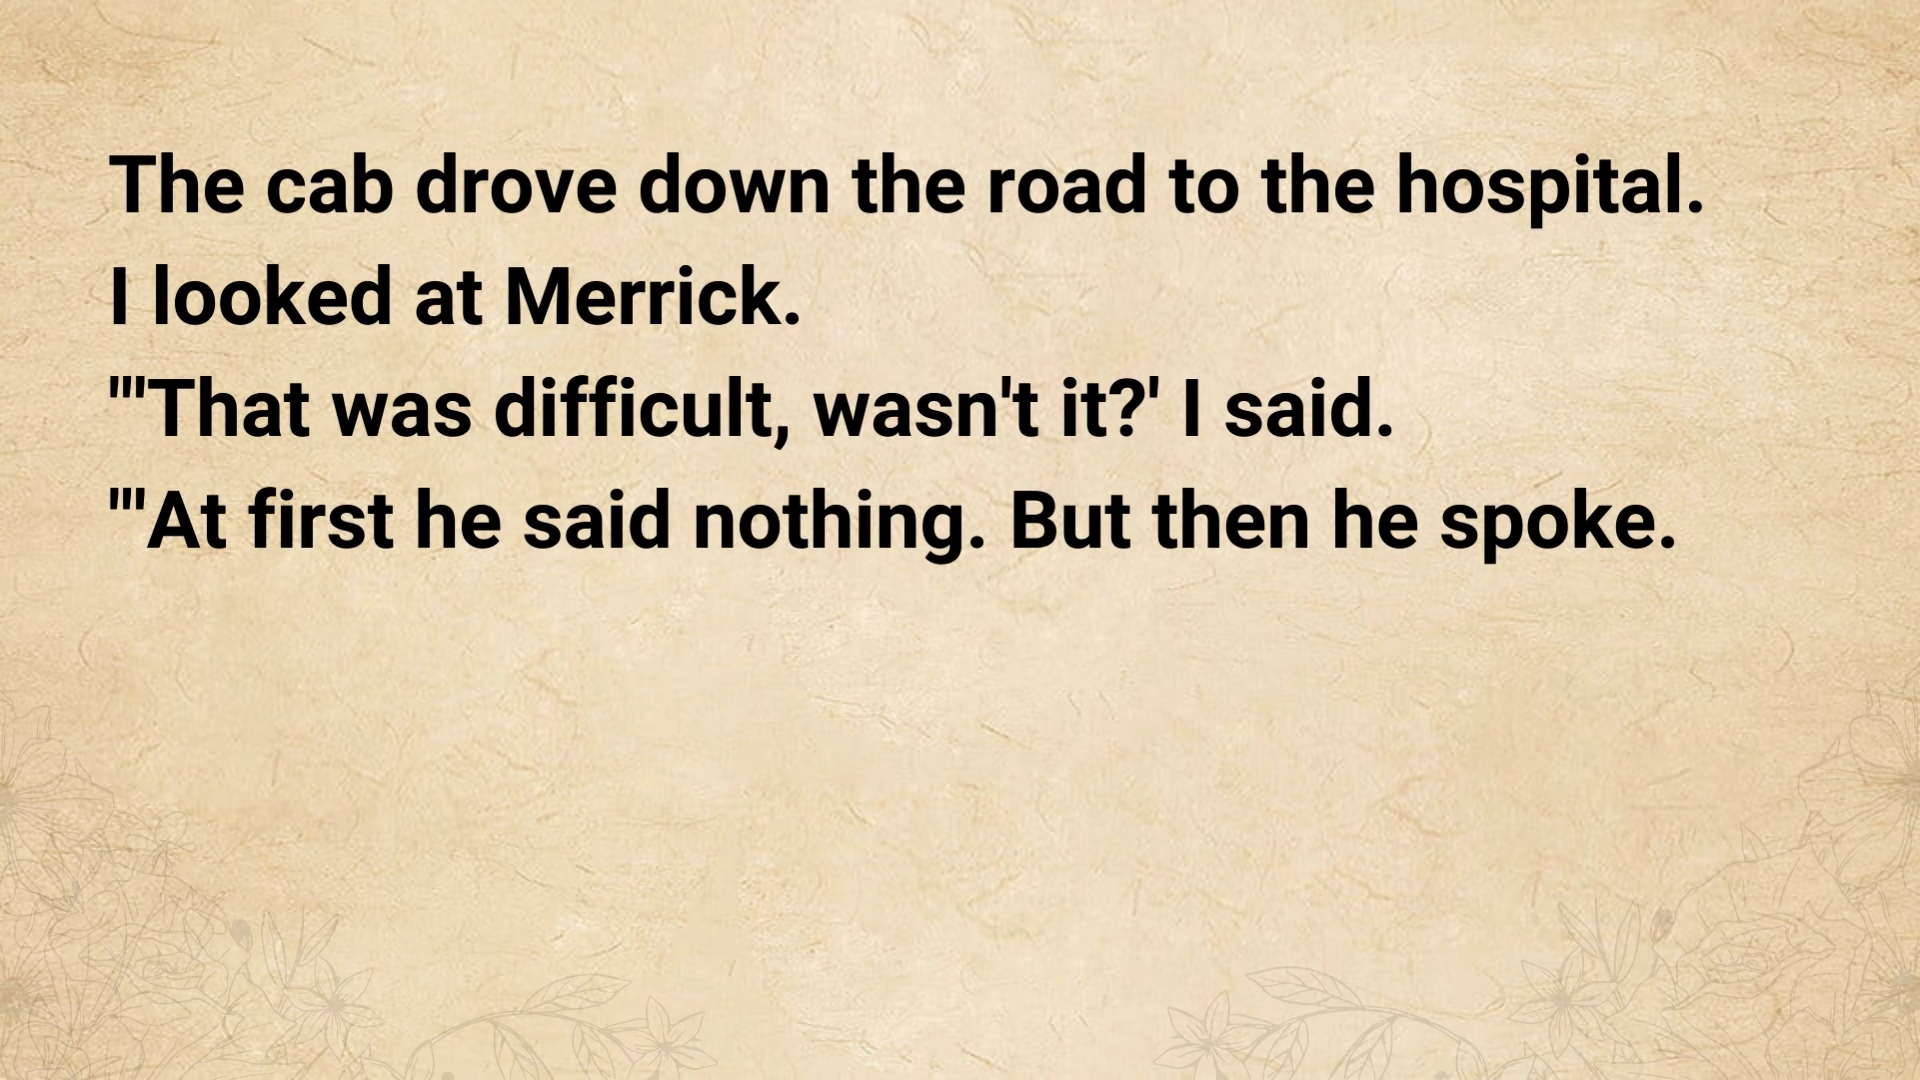 The cab drove down the road to the hospital.
I looked at Merrick.
"'That was difficult, wasn't it?' I said.
"'At first he said nothing. But then he spoke.